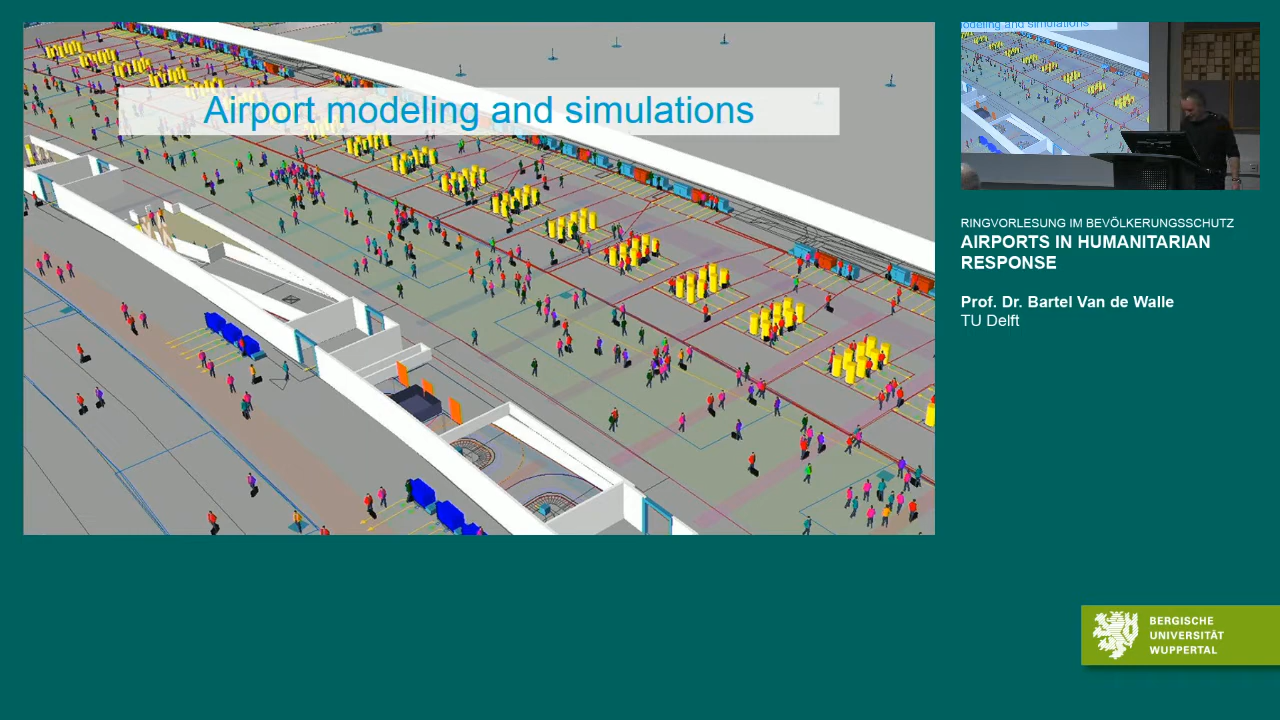 Airport modeling and simulations
odeling and simulations
RINGVORLESUNG IM BEVÖLKERUNGSSCHUTZ
AIRPORTS IN HUMANITARIAN
RESPONSE
Prof. Dr. Bartel Van de Walle
TU Delft
BERGISCHE
UNIVERSITÄT
WUPPERTAL